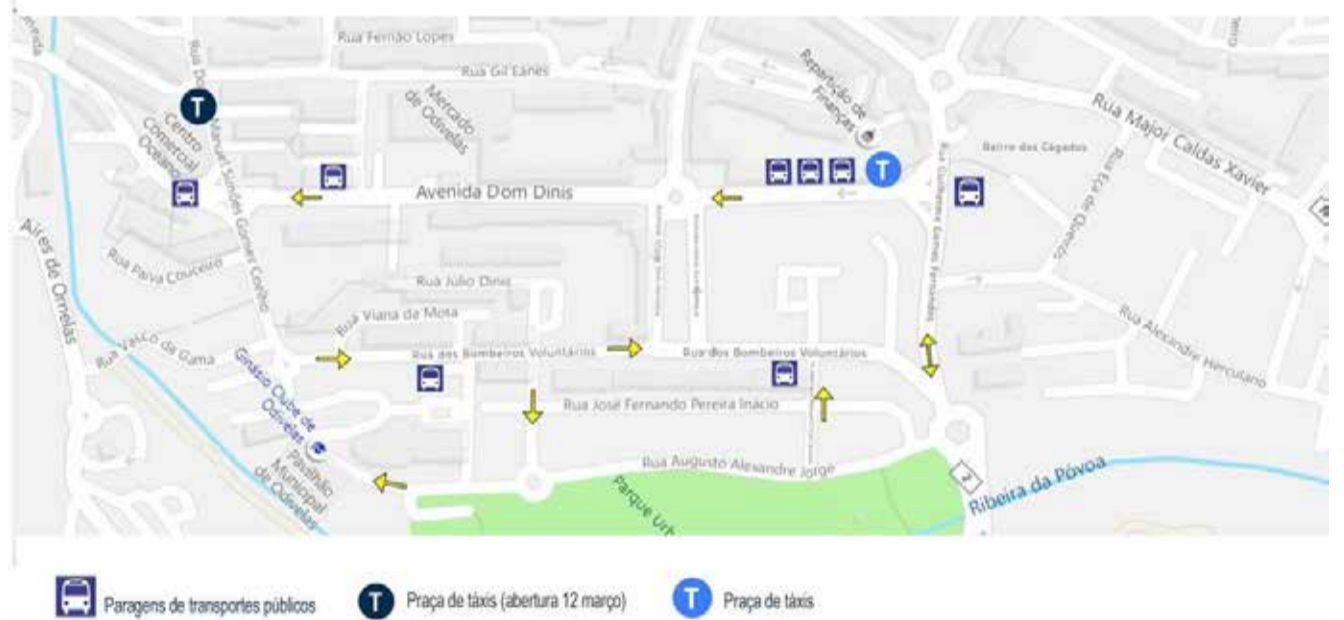 Rua Fernão Lopes
Rua Gil Eanes
Mercado
de Odivelas
Repartição de
Finanças
Rua Major Caldas Xavier
Bairro dos Cágados
Rua Eça de Queirós
T
Centro
Comercial
Oceano
Manuel Simões Gomes Coelho
Avenida Dom Dinis
T
Rua Guilherme Gomes Fernandes
Aires de Ornelas
Rua Paiva Couceiro
Rua Júlio Dinis
Rua Viana da Mota
Rua Vasco da Gama
Rua dos Bombeiros Voluntários
Rua dos Bombeiros Voluntários
Rua Alexandre Herculano
Ginásio Clube de
Odivelas
Rua José Fernando Pereira Inácio
Pavilhão
Municipal
de Odivelas
Rua Augusto Alexandre Jorge
Parque Urb
2
Ribeira da Póvoa
Paragens de transportes públicos
T Praça de táxis (abertura 12 março)
T Praça de táxis